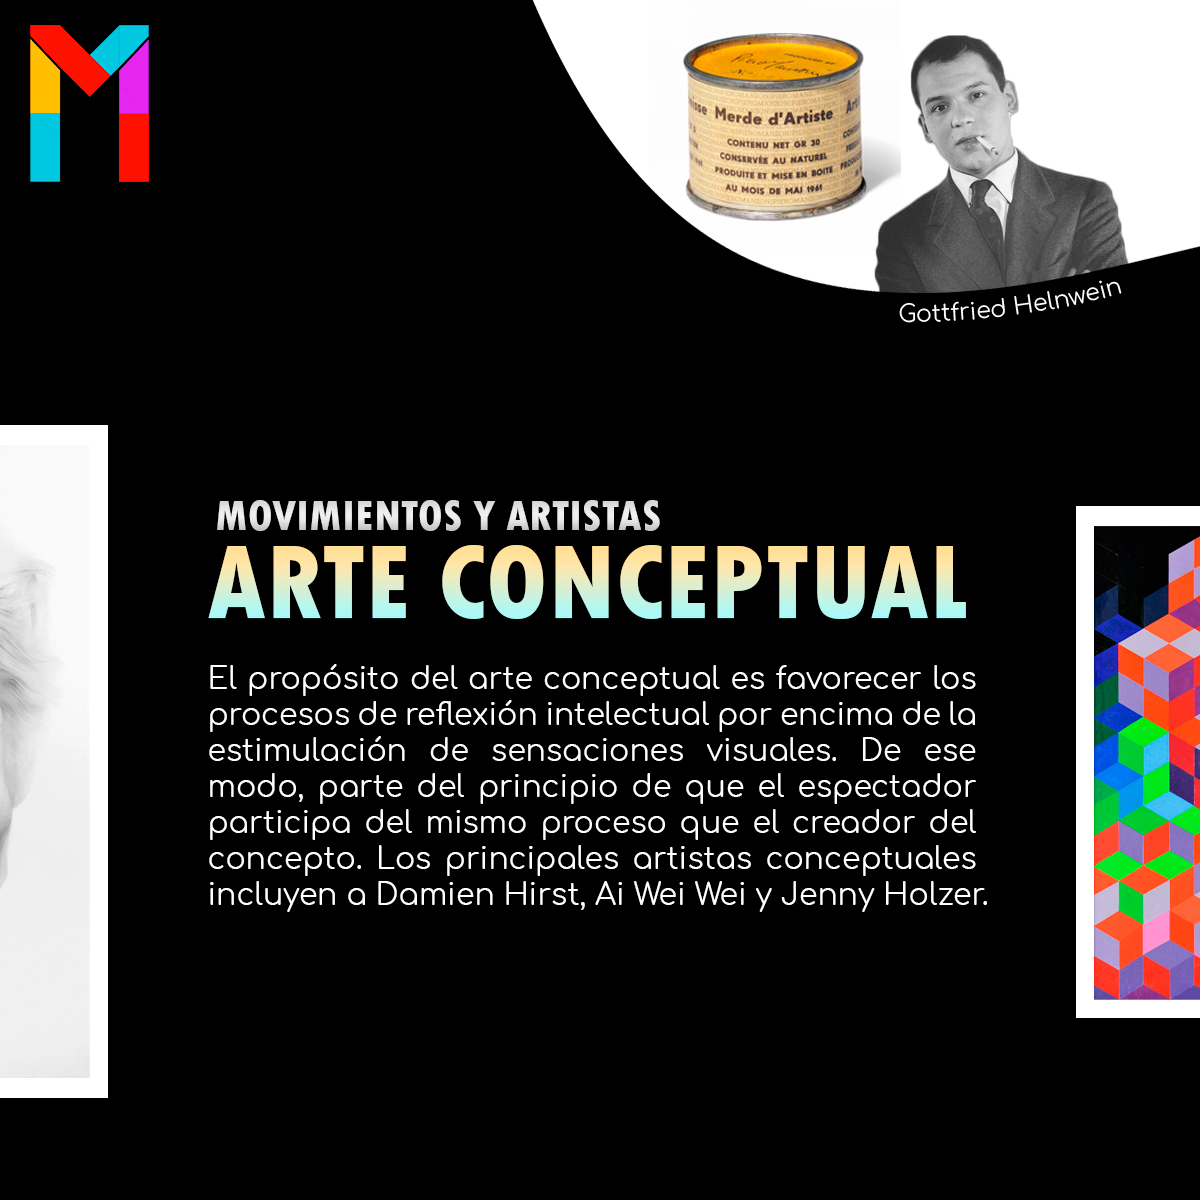 Merde d'Artiste
CONTENU NET GR 30
CONSERVÉE AU NATUREL
PRODUITE ET MISE EN BOITE
AU MOIS DE MAI 1961
Gottfried Helnwein
MOVIMIENTOS Y ARTISTAS
ARTE CONCEPTUAL
El propósito del arte conceptual es favorecer los
procesos de reflexión intelectual por encima de la
estimulación de sensaciones visuales. De ese
modo, parte del principio de que el espectador
participa del mismo proceso que el creador del
concepto. Los principales artistas conceptuales
incluyen a Damien Hirst, Ai Wei Wei y Jenny Holzer.